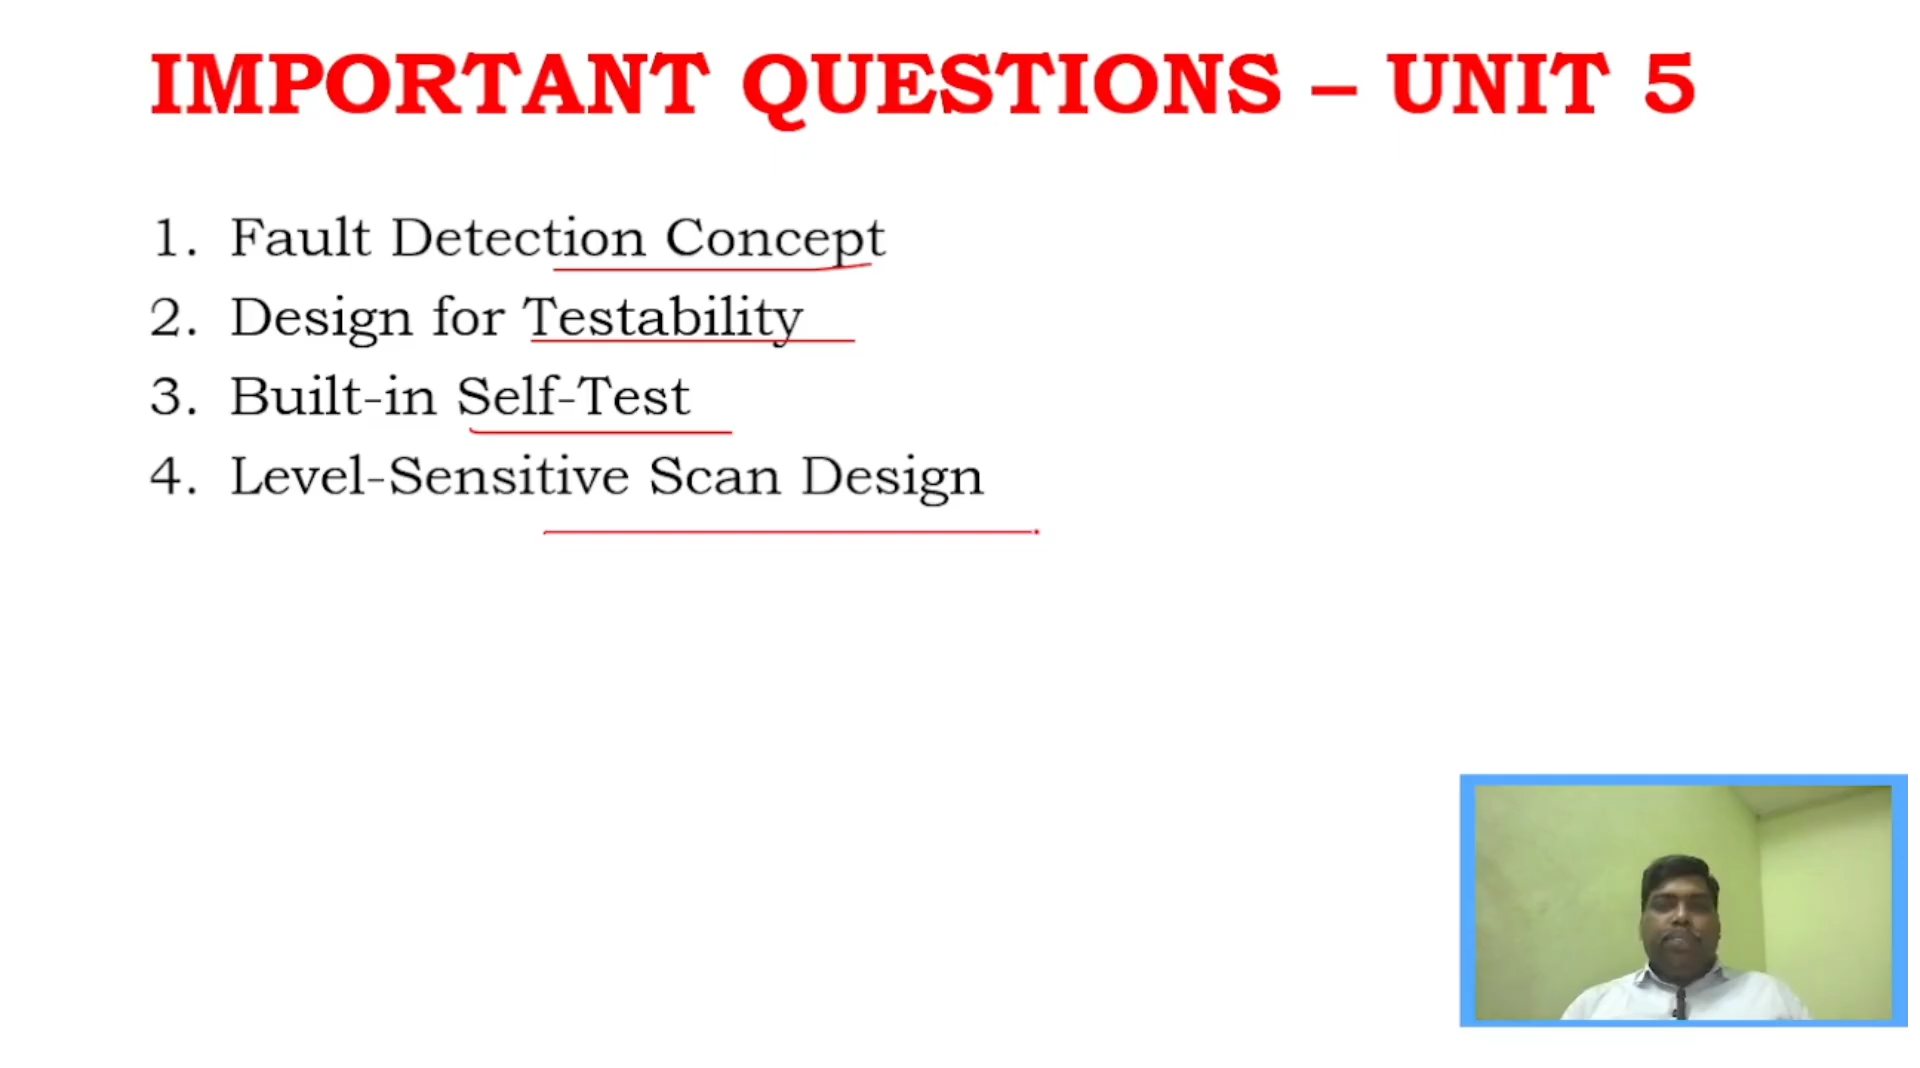 IMPORTANT QUESTIONS – UNIT 5
1. Fault Detection Concept
2. Design for Testability
3. Built-in Self-Test
4. Level-Sensitive Scan Design